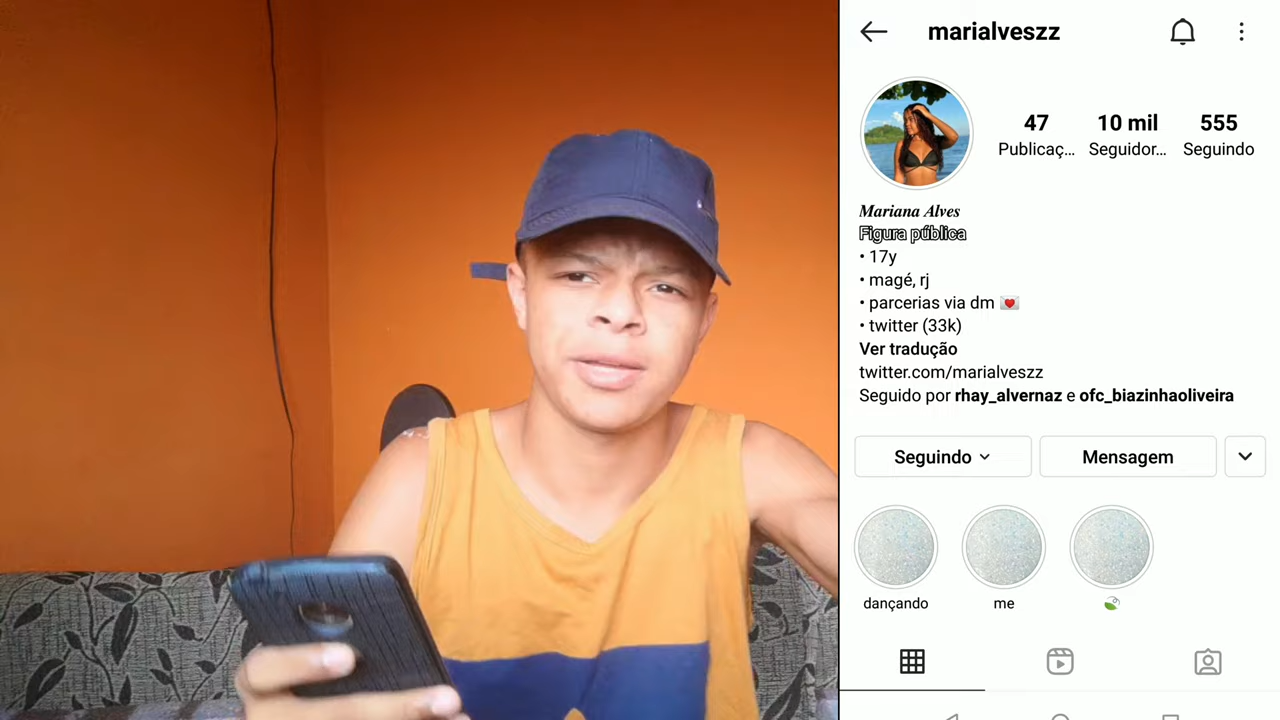 marialveszz
47 10 mil 555
Publicaç... Seguidor... Seguindo
Mariana Alves
Figura pública
• 17y
• magé, rj
• parcerias via dm 💌
• twitter (33k)
Ver tradução
twitter.com/marialveszz
Seguido por rhay_alvernaz e ofc_biazinhaoliveira
Seguindo Mensagem
dançando me 🍃